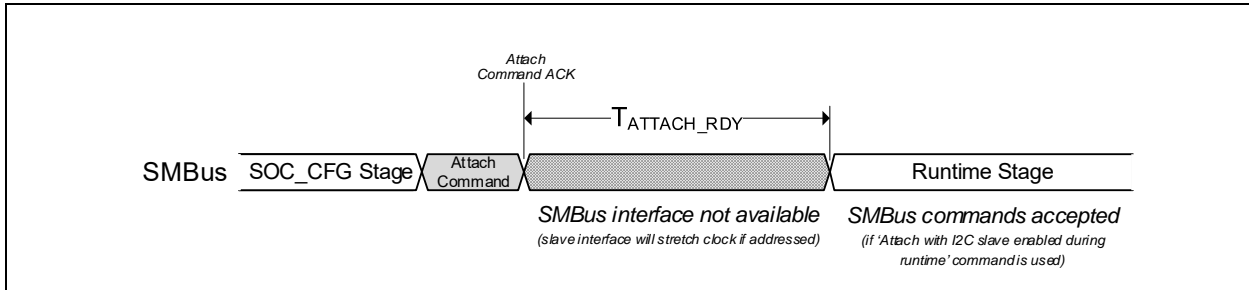 Attach
Command ACK
TATTACH_RDY
SMBus
SOC_CFG Stage
Attach
Command
Runtime Stage
SMBus interface not available
(slave interface will stretch clock if addressed)
SMBus commands accepted
(if ‘Attach with I2C slave enabled during
runtime’ command is used)